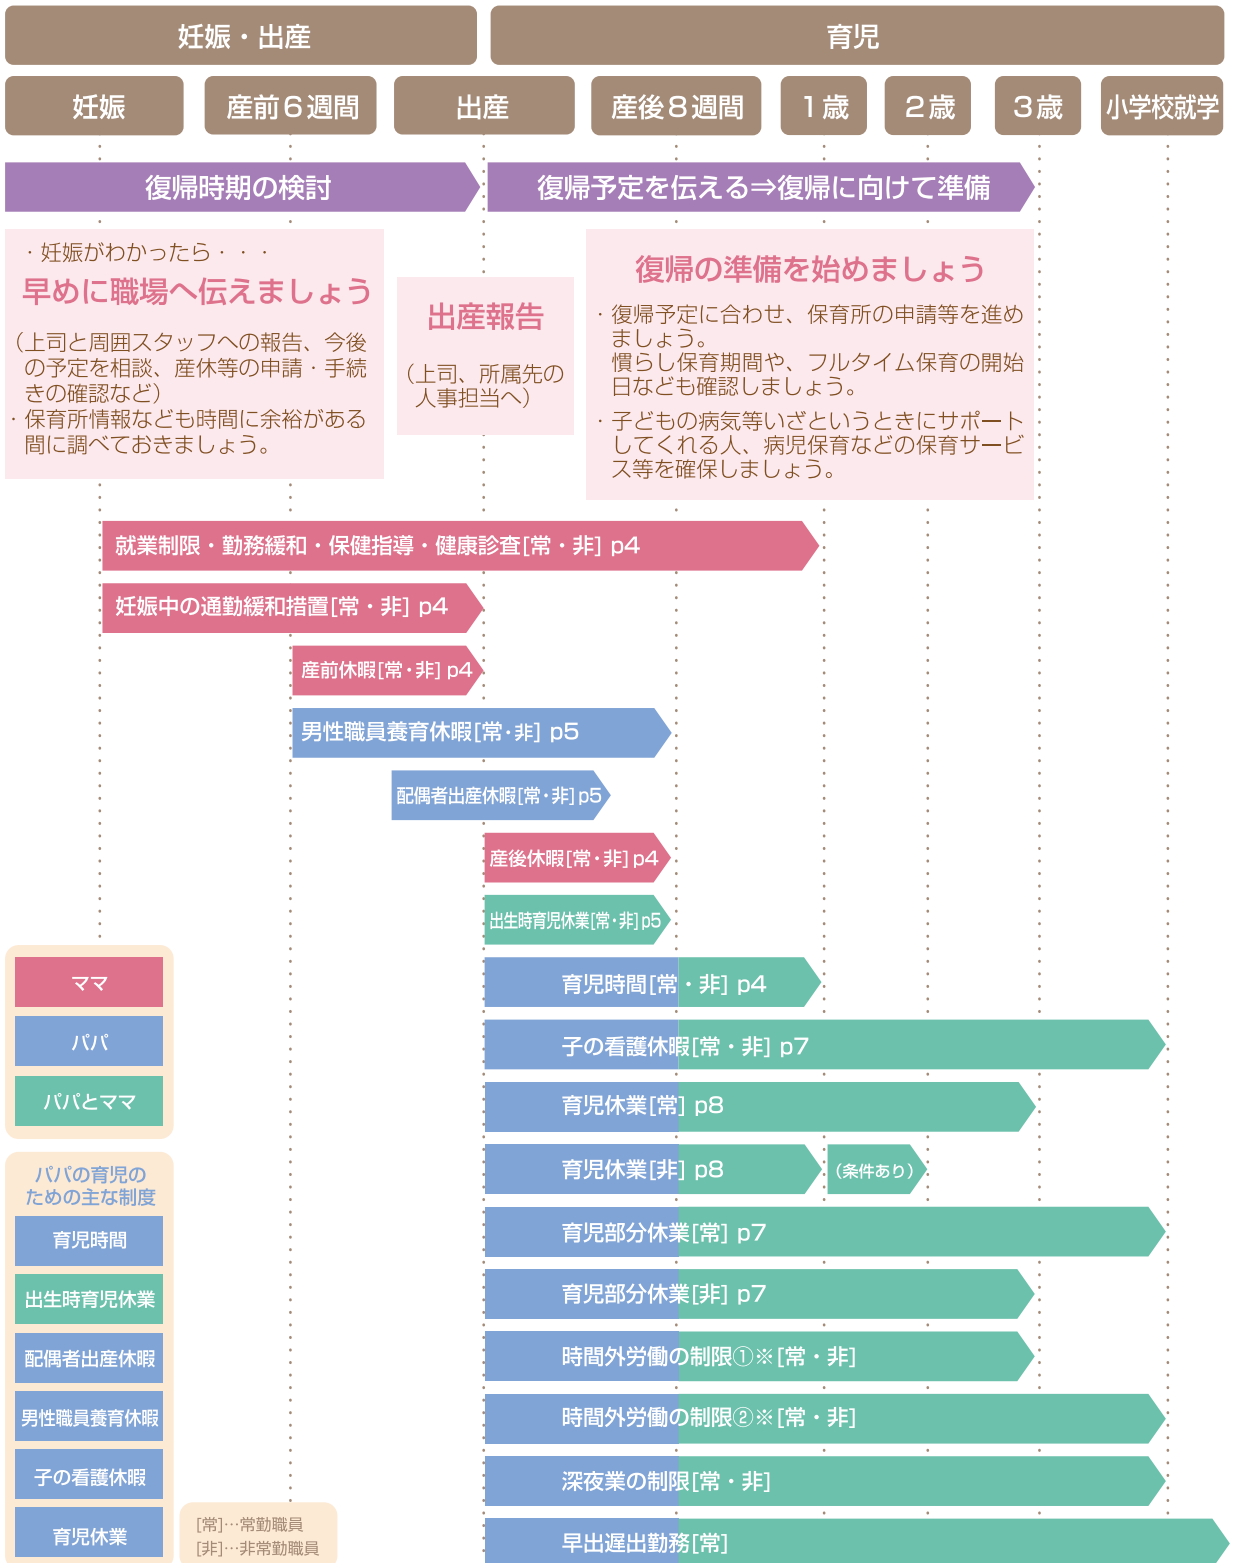 妊娠・出産
育児
妊娠
産前６週間
出産
産後８週間
１歳
２歳
３歳
小学校就学
復帰時期の検討
復帰予定を伝える⇒復帰に向けて準備
・妊娠がわかったら・・・
早めに職場へ伝えましょう
（上司と周囲スタッフへの報告、今後
の予定を相談、産休等の申請・手続
きの確認など）
・保育所情報なども時間に余裕がある
間に調べておきましょう。
出産報告
（上司、所属先の
人事担当へ）
復帰の準備を始めましょう
・復帰予定に合わせ、保育所の申請等を進め
ましょう。
慣らし保育期間や、フルタイム保育の開始
日なども確認しましょう。
・子どもの病気等いざというときにサポート
してくれる人、病児保育などの保育サービ
ス等を確保しましょう。
就業制限・勤務緩和・保健指導・健康診査[常・非] p4
妊娠中の通勤緩和措置[常・非] p4
産前休暇[常・非] p4
男性職員養育休暇[常・非] p5
配偶者出産休暇[常・非] p5
産後休暇[常・非] p4
出生時育児休業[常・非] p5
育児時間[常・非] p4
子の看護休暇[常・非] p7
育児休業[常] p8
育児休業[非] p8
（条件あり）
育児部分休業[常] p7
育児部分休業[非] p7
時間外労働の制限①※[常・非]
時間外労働の制限②※[常・非]
深夜業の制限[常・非]
早出遅出勤務[常]
ママ
パパ
パパとママ
パパの育児の
ための主な制度
育児時間
出生時育児休業
配偶者出産休暇
男性職員養育休暇
子の看護休暇
育児休業
[常]…常勤職員
[非]…非常勤職員